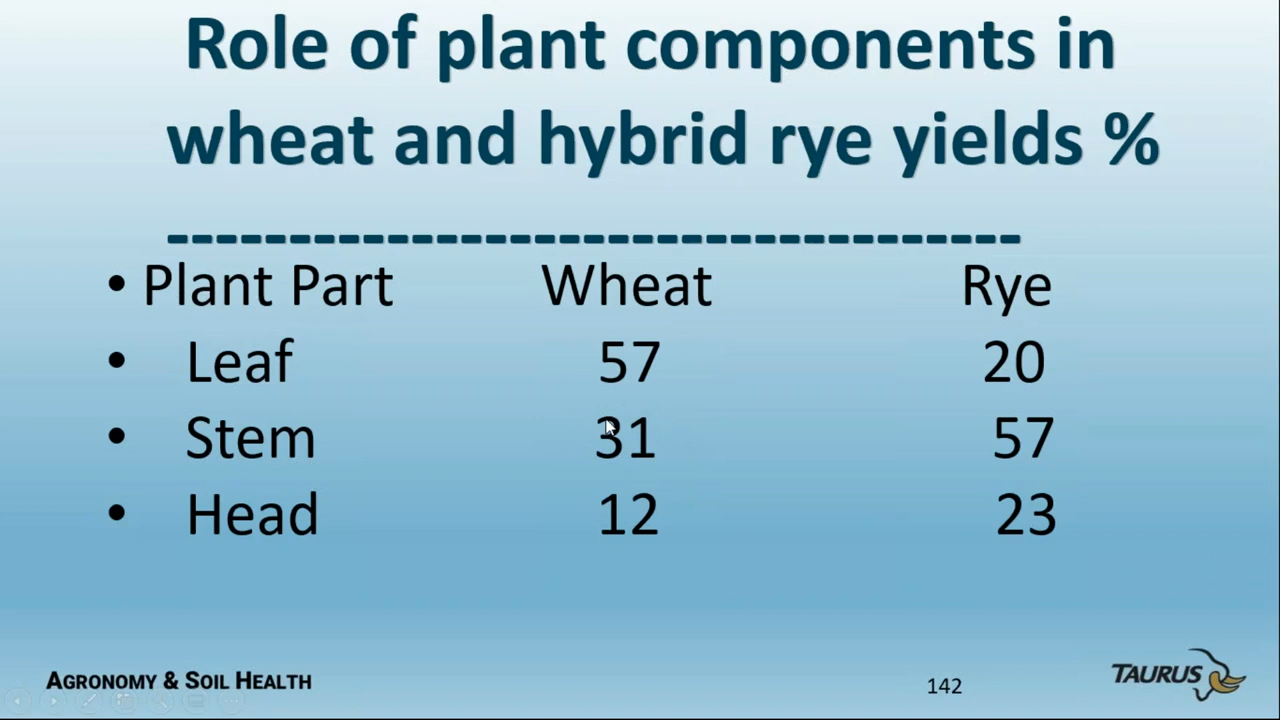 Role of plant components in
wheat and hybrid rye yields %
-----------------------------------
• Plant Part Wheat Rye
• Leaf 57 20
• Stem 31 57
• Head 12 23
AGRONOMY & SOIL HEALTH 142 TAURUS